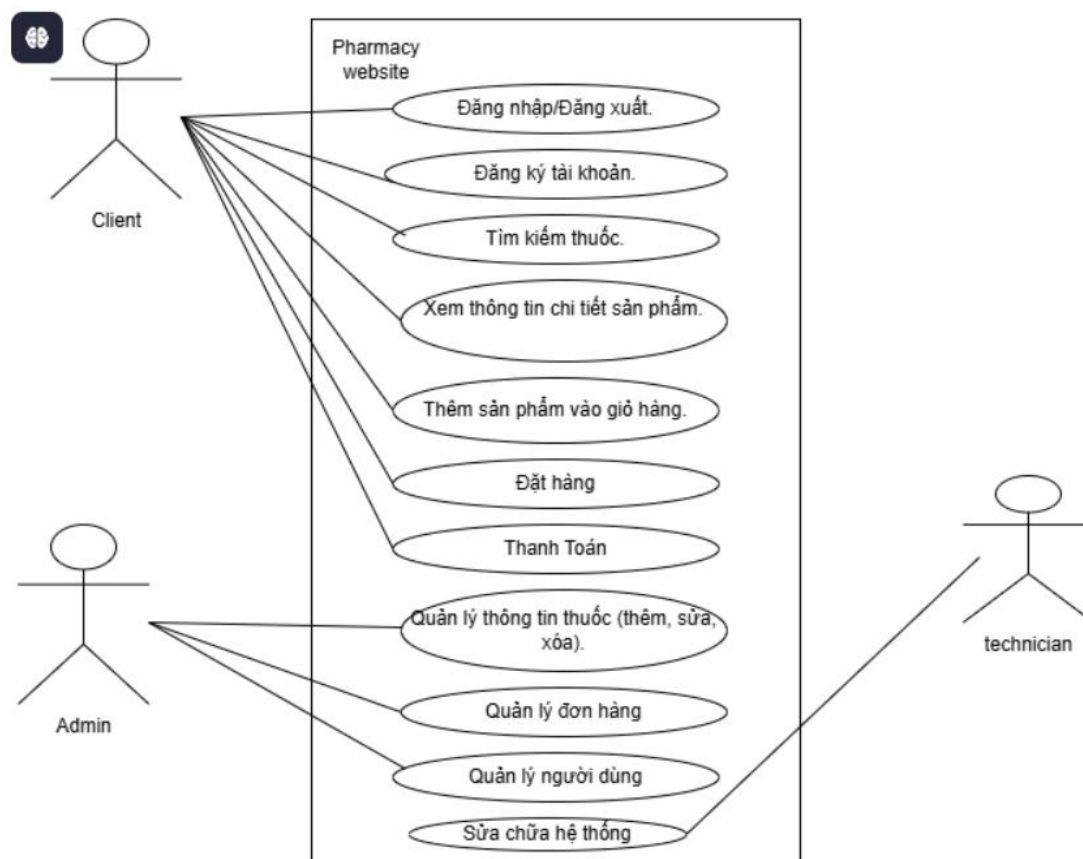 Pharmacy
website
Đăng nhập/Đăng xuất.
Đăng ký tài khoản.
Tìm kiếm thuốc.
Client
Xem thông tin chi tiết sản phẩm.
Thêm sản phẩm vào giỏ hàng.
Đặt hàng
Thanh Toán
Quản lý thông tin thuốc (thêm, sửa,
xóa).
technician
Quản lý đơn hàng
Admin
Quản lý người dùng
Sửa chữa hệ thống